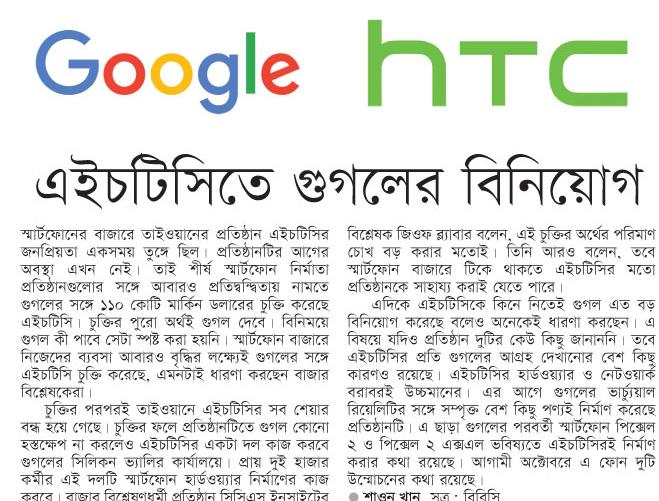 Google
hTC
এইচটিসিতে গুগলের বিনিয়োগ
স্মার্টফোনের বাজারে তাইওয়ানের প্রতিষ্ঠান এইচটিসির
জনপ্রিয়তা একসময় তুঙ্গে ছিল। প্রতিষ্ঠানটির আগের
অবস্থা এখন নেই। তাই শীর্ষ স্মার্টফোন নির্মাতা
প্রতিষ্ঠানগুলোর সঙ্গে আবারও প্রতিদ্বন্দ্বিতায় নামতে
গুগলের সঙ্গে ১১০ কোটি মার্কিন ডলারের চুক্তি করেছে
এইচটিসি। চুক্তির পুরো অর্থই গুগল দেবে। বিনিময়ে
গুগল কী পাবে সেটা স্পষ্ট করা হয়নি। স্মার্টফোন বাজারে
নিজেদের ব্যবসা আবারও বৃদ্ধির লক্ষ্যেই গুগলের সঙ্গে
এইচটিসি চুক্তি করেছে, এমনটাই ধারণা করছেন বাজার
বিশ্লেষকেরা।
চুক্তির পরপরই তাইওয়ানে এইচটিসির সব শেয়ার
বন্ধ হয়ে গেছে। চুক্তির ফলে প্রতিষ্ঠানটিতে গুগল কোনো
হস্তক্ষেপ না করলেও এইচটিসির একটা দল কাজ করবে
গুগলের সিলিকন ভ্যালির কার্যালয়ে। প্রায় দুই হাজার
কর্মীর এই দলটি স্মার্টফোন হার্ডওয়্যার নির্মাণের কাজ
করবে। বাজার বিশ্লেষণধর্মী প্রতিষ্ঠান সিসিএস ইনসাইটের
বিশ্লেষক জিওফ ব্ল্যাবার বলেন, এই চুক্তির অর্থের পরিমাণ
চোখ বড় করার মতোই। তিনি আরও বলেন, তবে
স্মার্টফোন বাজারে টিকে থাকতে এইচটিসির মতো
প্রতিষ্ঠানকে সাহায্য করাই যেতে পারে।
এদিকে এইচটিসিকে কিনে নিতেই গুগল এত বড়
বিনিয়োগ করেছে বলেও অনেকেই ধারণা করছেন। এ
বিষয়ে যদিও প্রতিষ্ঠান দুটির কেউ কিছু জানাননি। তবে
এইচটিসির প্রতি গুগলের আগ্রহ দেখানোর বেশ কিছু
কারণও রয়েছে। এইচটিসির হার্ডওয়্যার ও নেটওয়ার্ক
বরাবরই উচ্চমানের। এর আগে গুগলের ভার্চ্যুয়াল
রিয়েলিটির সঙ্গে সম্পৃক্ত বেশ কিছু পণ্যই নির্মাণ করেছে
প্রতিষ্ঠানটি। এ ছাড়া গুগলের পরবর্তী স্মার্টফোন পিক্সেল
২ ও পিক্সেল ২ এক্সএল ভবিষ্যতে এইচটিসিরই নির্মাণ
করার কথা রয়েছে। আগামী অক্টোবরে এ ফোন দুটি
উন্মোচনের কথা রয়েছে।
● শাওন খান, সূত্র : বিবিসি